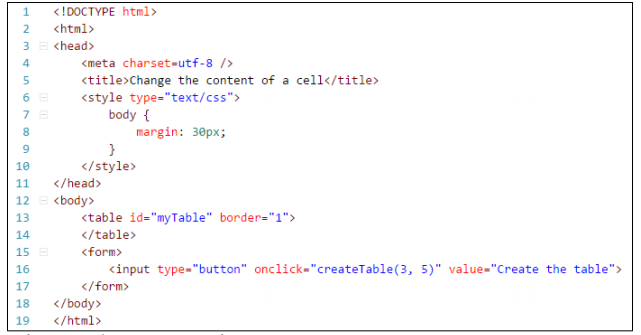 1 <!DOCTYPE html>
2 <html>
3 <head>
4 <meta charset=utf-8 />
5 <title>Change the content of a cell</title>
6 <style type="text/css">
7 body {
8 margin: 30px;
9 }
10 </style>
11 </head>
12 <body>
13 <table id="myTable" border="1">
14 </table>
15 <form>
16 <input type="button" onclick="createTable(3, 5)" value="Create the table">
17 </form>
18 </body>
19 </html>